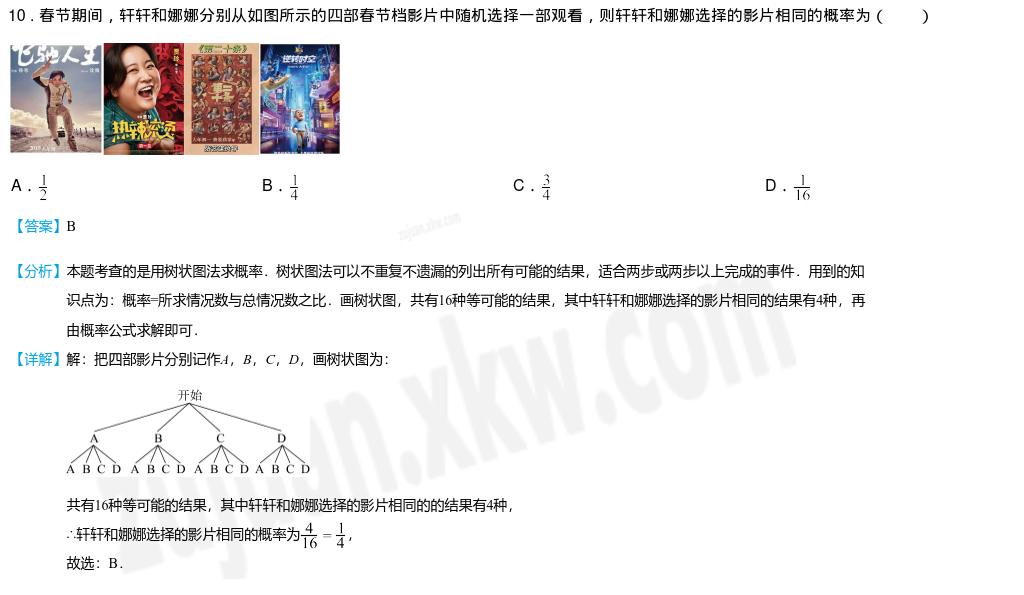 10．春节期间，轩轩和娜娜分别从如图所示的四部春节档影片中随机选择一部观看，则轩轩和娜娜选择的影片相同的概率为（　　）
飞驰人生
热辣滚烫
《第二十条》
逆转时空
A．1/2 B．1/4 C．3/4 D．1/16
【答案】B
zujuan.xkw.com
【分析】本题考查的是用树状图法求概率．树状图法可以不重复不遗漏的列出所有可能的结果，适合两步或两步以上完成的事件．用到的知
识点为：概率=所求情况数与总情况数之比．画树状图，共有16种等可能的结果，其中轩轩和娜娜选择的影片相同的结果有4种，再
由概率公式求解即可．
【详解】解：把四部影片分别记作A，B，C，D，画树状图为：
开始
A B C D
A B C D A B C D A B C D A B C D
共有16种等可能的结果，其中轩轩和娜娜选择的影片相同的的结果有4种，
∴轩轩和娜娜选择的影片相同的概率为4/16=1/4，
故选：B．
zujuan.xkw.com